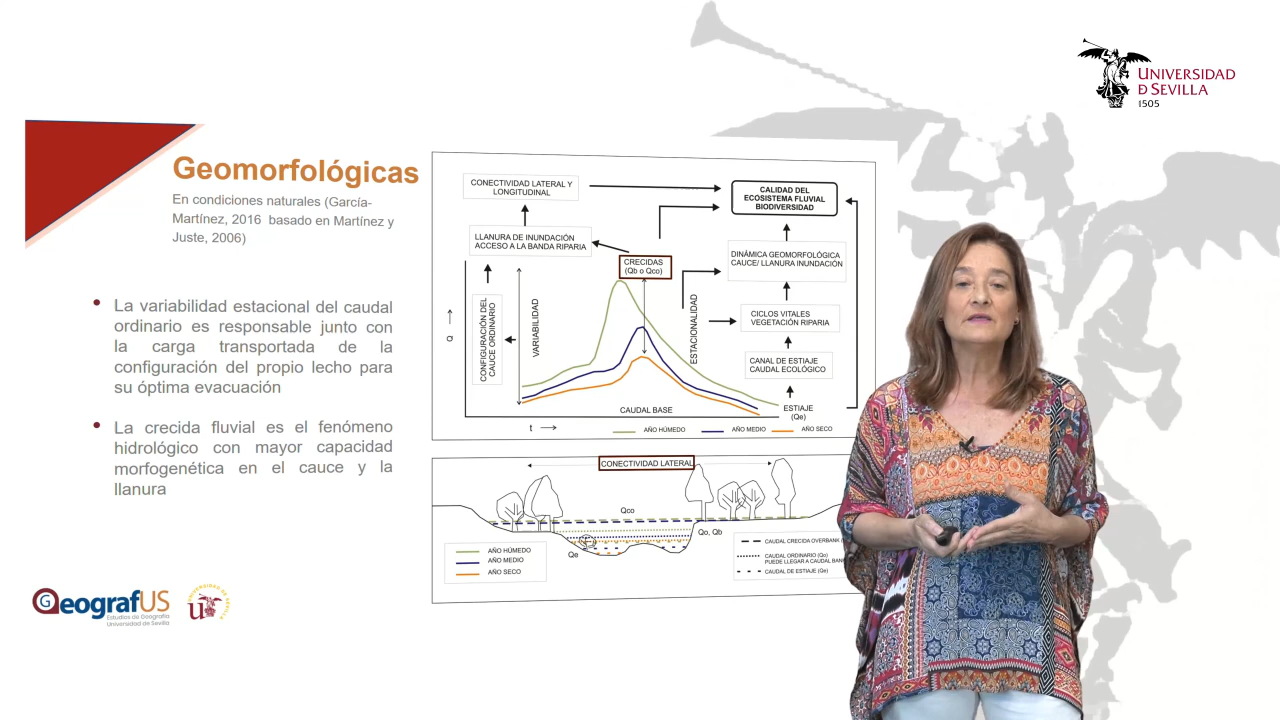 UNIVERSIDAD
Ð SEVILLA
1505
Geomorfológicas
En condiciones naturales (García-
Martínez, 2016 basado en Martínez y
Juste, 2006)
• La variabilidad estacional del caudal
ordinario es responsable junto con
la carga transportada de la
configuración del propio lecho para
su óptima evacuación
• La crecida fluvial es el fenómeno
hidrológico con mayor capacidad
morfogenética en el cauce y la
llanura
CONECTIVIDAD LATERAL Y
LONGITUDINAL
CALIDAD DEL
ECOSISTEMA FLUVIAL
BIODIVERSIDAD
LLANURA DE INUNDACIÓN
ACCESO A LA BANDA RIPARIA
CRECIDAS
(Qb o Qco)
DINÁMICA GEOMORFOLÓGICA
CAUCE/ LLANURA INUNDACIÓN
Q
CONFIGURACIÓN DEL
CAUCE ORDINARIO
VARIABILIDAD
ESTACIONALIDAD
CICLOS VITALES
VEGETACIÓN RIPARIA
CANAL DE ESTIAJE
CAUDAL ECOLÓGICO
CAUDAL BASE
ESTIAJE
(Qe)
t
AÑO HÚMEDO
AÑO MEDIO
AÑO SECO
CONECTIVIDAD LATERAL
Qco
Qo, Qb
Qe
AÑO HÚMEDO
AÑO MEDIO
AÑO SECO
CAUDAL CRECIDA OVERBANK
CAUDAL ORDINARIO (Qo)
PUEDE LLEGAR A CAUDAL
CAUDAL DE ESTIAJE (Qe)
GeografUS
Estudios de Geografía
Universidad de Sevilla